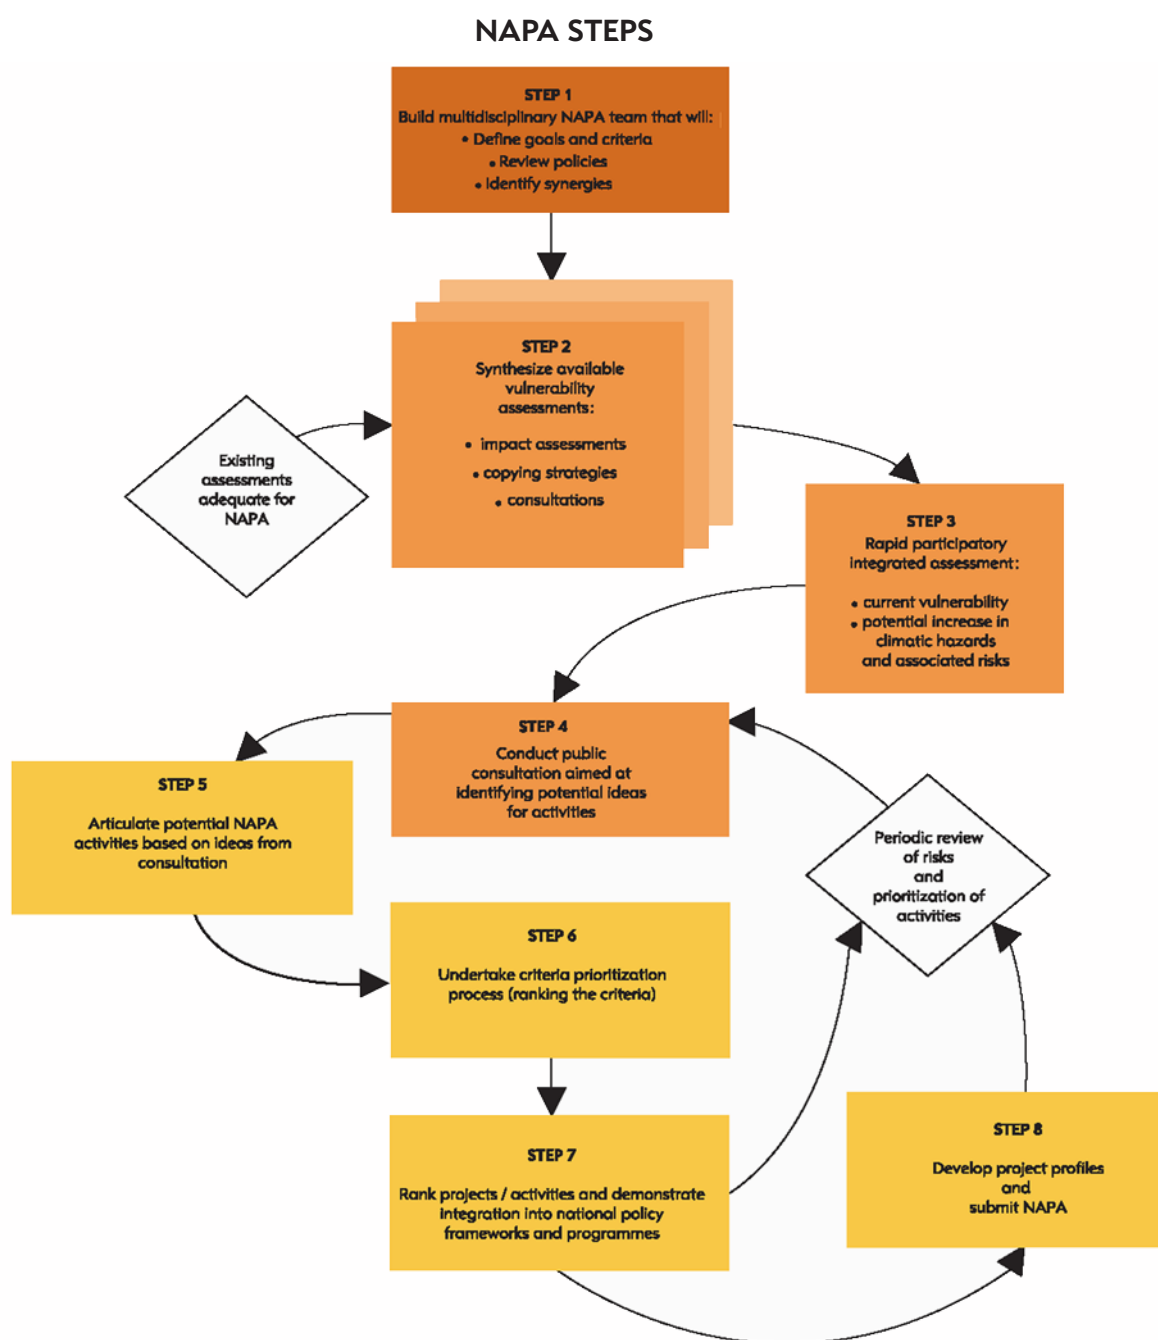 NAPA STEPS
STEP 1
Build multidisciplinary NAPA team that will:
• Define goals and criteria
• Review policies
• Identify synergies
STEP 2
Synthesize available
vulnerability
assessments:
• impact assessments
• copying strategies
• consultations
Existing
assessments
adequate for
NAPA
STEP 3
Rapid participatory
integrated assessment:
• current vulnerability
• potential increase in
climatic hazards
and associated risks
STEP 4
Conduct public
consultation aimed at
identifying potential ideas
for activities
STEP 5
Articulate potential NAPA
activities based on ideas from
consultation
Periodic review
of risks
and
prioritization of
activities
STEP 6
Undertake criteria prioritization
process (ranking the criteria)
STEP 7
Rank projects / activities and demonstrate
integration into national policy
frameworks and programmes
STEP 8
Develop project profiles
and
submit NAPA